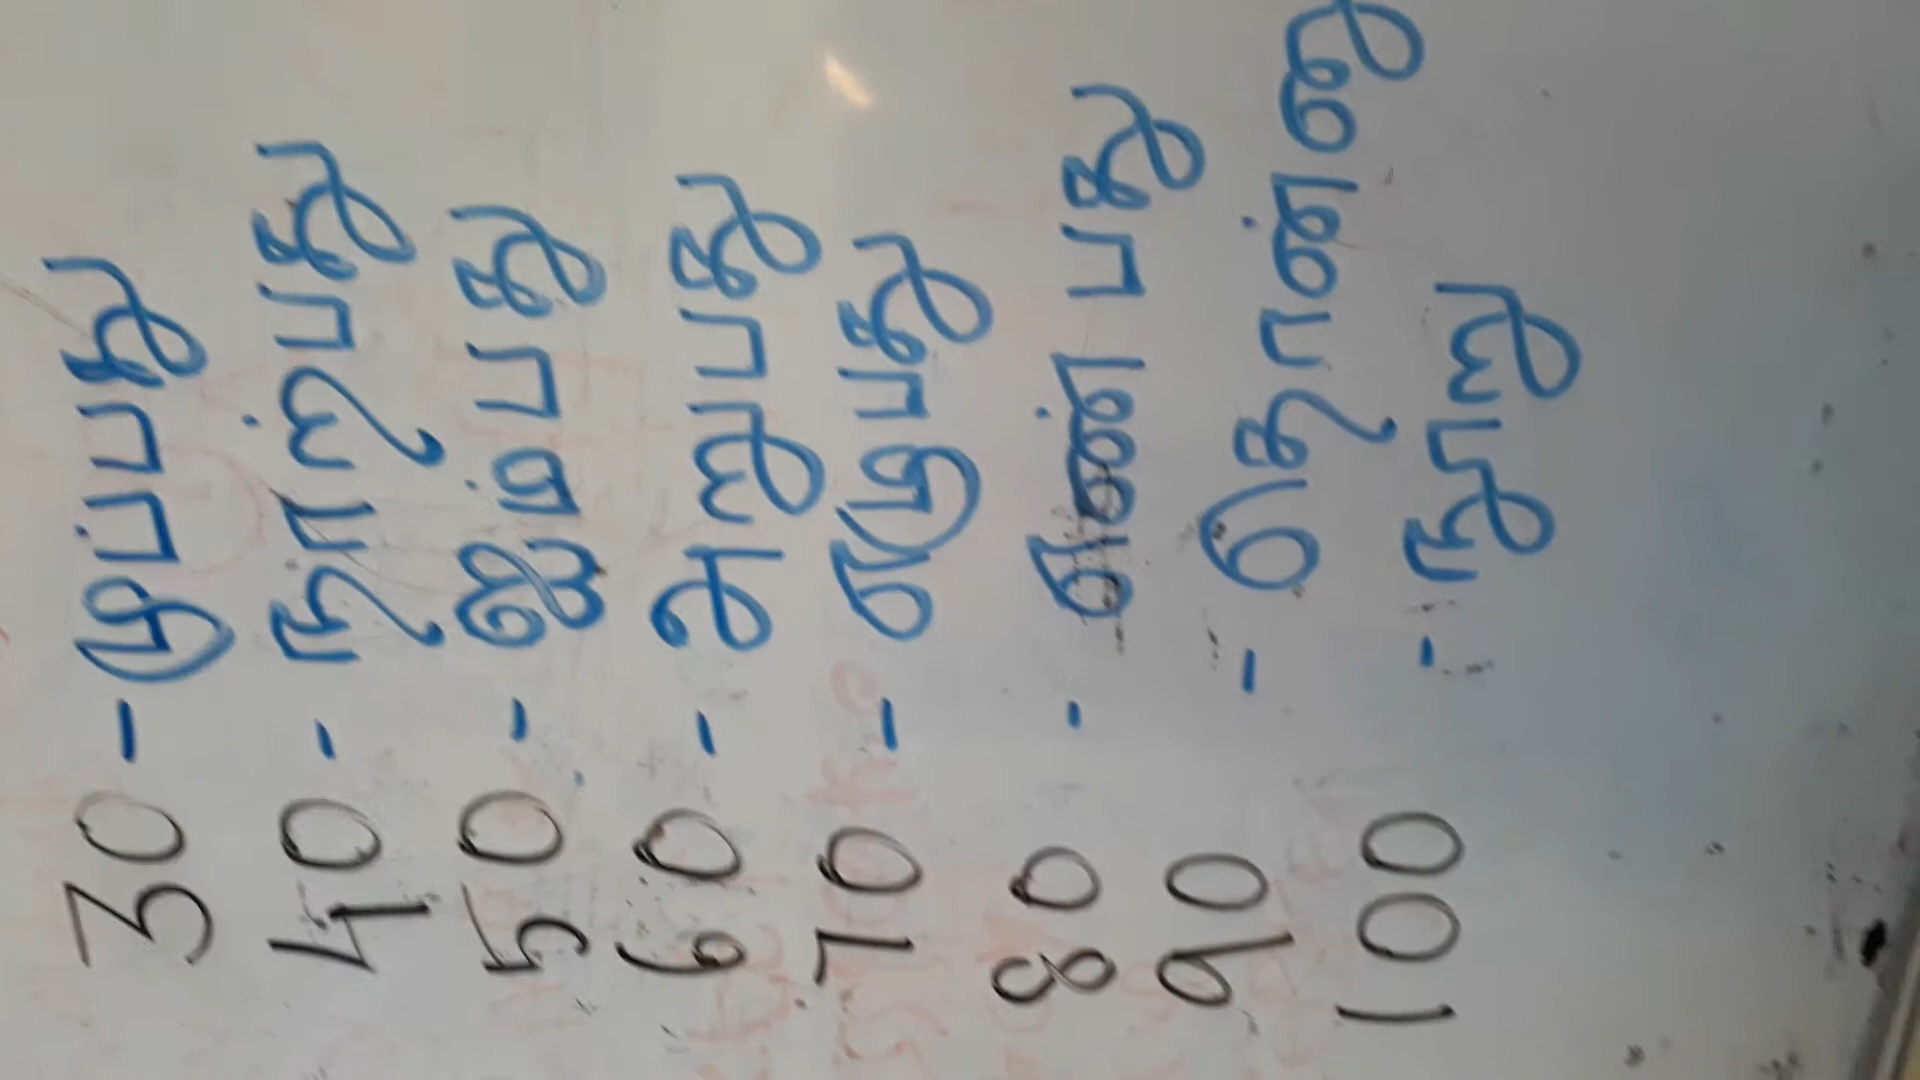 30 - முப்பது
40 - நாற்பது
50 - ஐம்பது
60 - அறுபது
70 - எழுபது
80 - எண்பது
90 - தொண்ணூறு
100 - நூறு